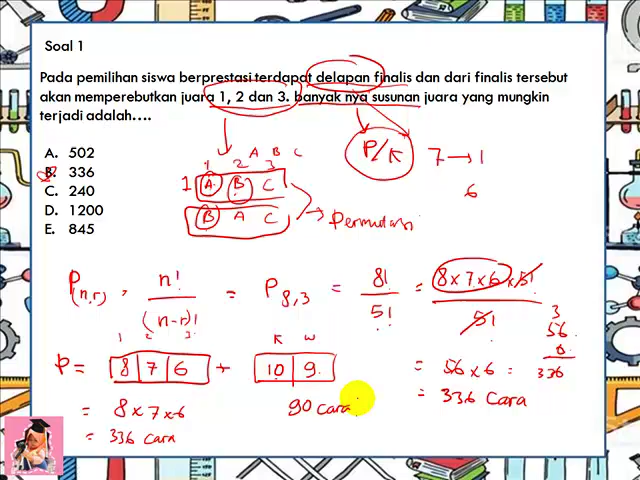 Soal 1
Pada pemilihan siswa berprestasi terdapat delapan finalis dan dari finalis tersebut
akan memperebutkan juara 1, 2 dan 3. banyak nya susunan juara yang mungkin
terjadi adalah....
A. 502
B. 336
C. 240
D. 1200
E. 845
A B C
1 2 3
1 A B C
B A C
Permutasi
P/K
7 → 1
6
P(n,r) = n! / (n-r)! = P8,3 = 8! / 5! = 8x7x6x5! / 5!
= 56 x 6 =
3
56
6
336
= 336 Cara
1 2 3
P = 8 7 6 +
K W
10 9
= 8 x 7 x 6
= 336 cara
90 cara